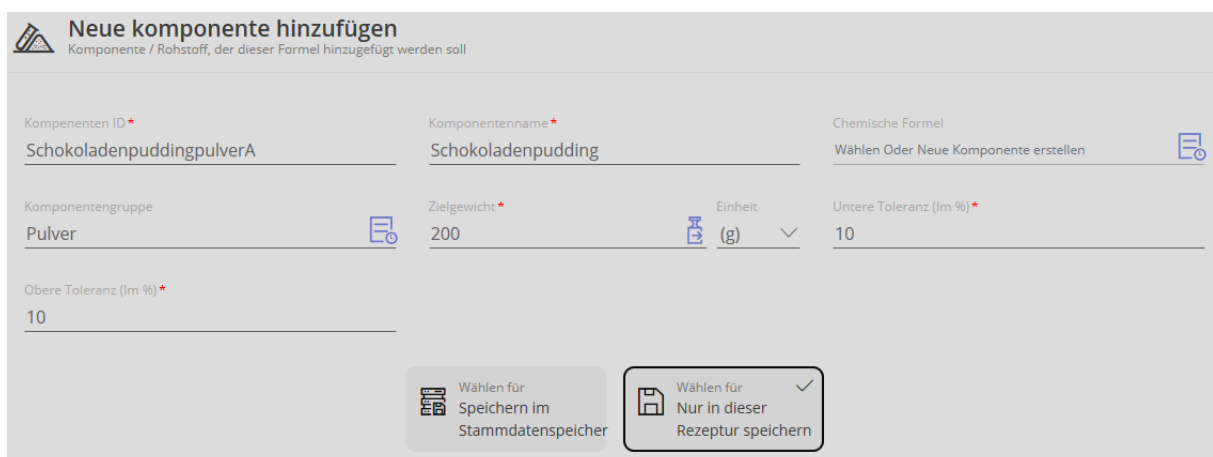 Neue komponente hinzufügen
Komponente / Rohstoff, der dieser Formel hinzugefügt werden soll
Kompenenten ID*
SchokoladenpuddingpulverA
Komponentenname*
Schokoladenpudding
Chemische Formel
Wählen Oder Neue Komponente erstellen
Komponentengruppe
Pulver
Zielgewicht*
200
Einheit
(g)
Untere Toleranz (Im %)*
10
Obere Toleranz (Im %)*
10
Wählen für
Speichern im
Stammdatenspeicher
Wählen für
Nur in dieser
Rezeptur speichern